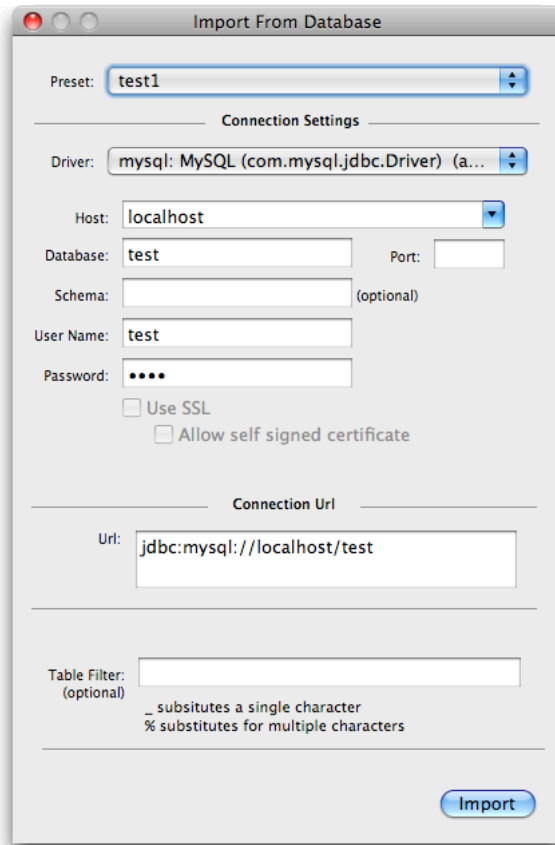 Import From Database
Preset: test1
Connection Settings
Driver: mysql: MySQL (com.mysql.jdbc.Driver) (a...
Host: localhost
Database: test Port:
Schema: (optional)
User Name: test
Password: ••••
Use SSL
Allow self signed certificate
Connection Url
Url: jdbc:mysql://localhost/test
Table Filter:
(optional)
_ subsitutes a single character
% substitutes for multiple characters
Import